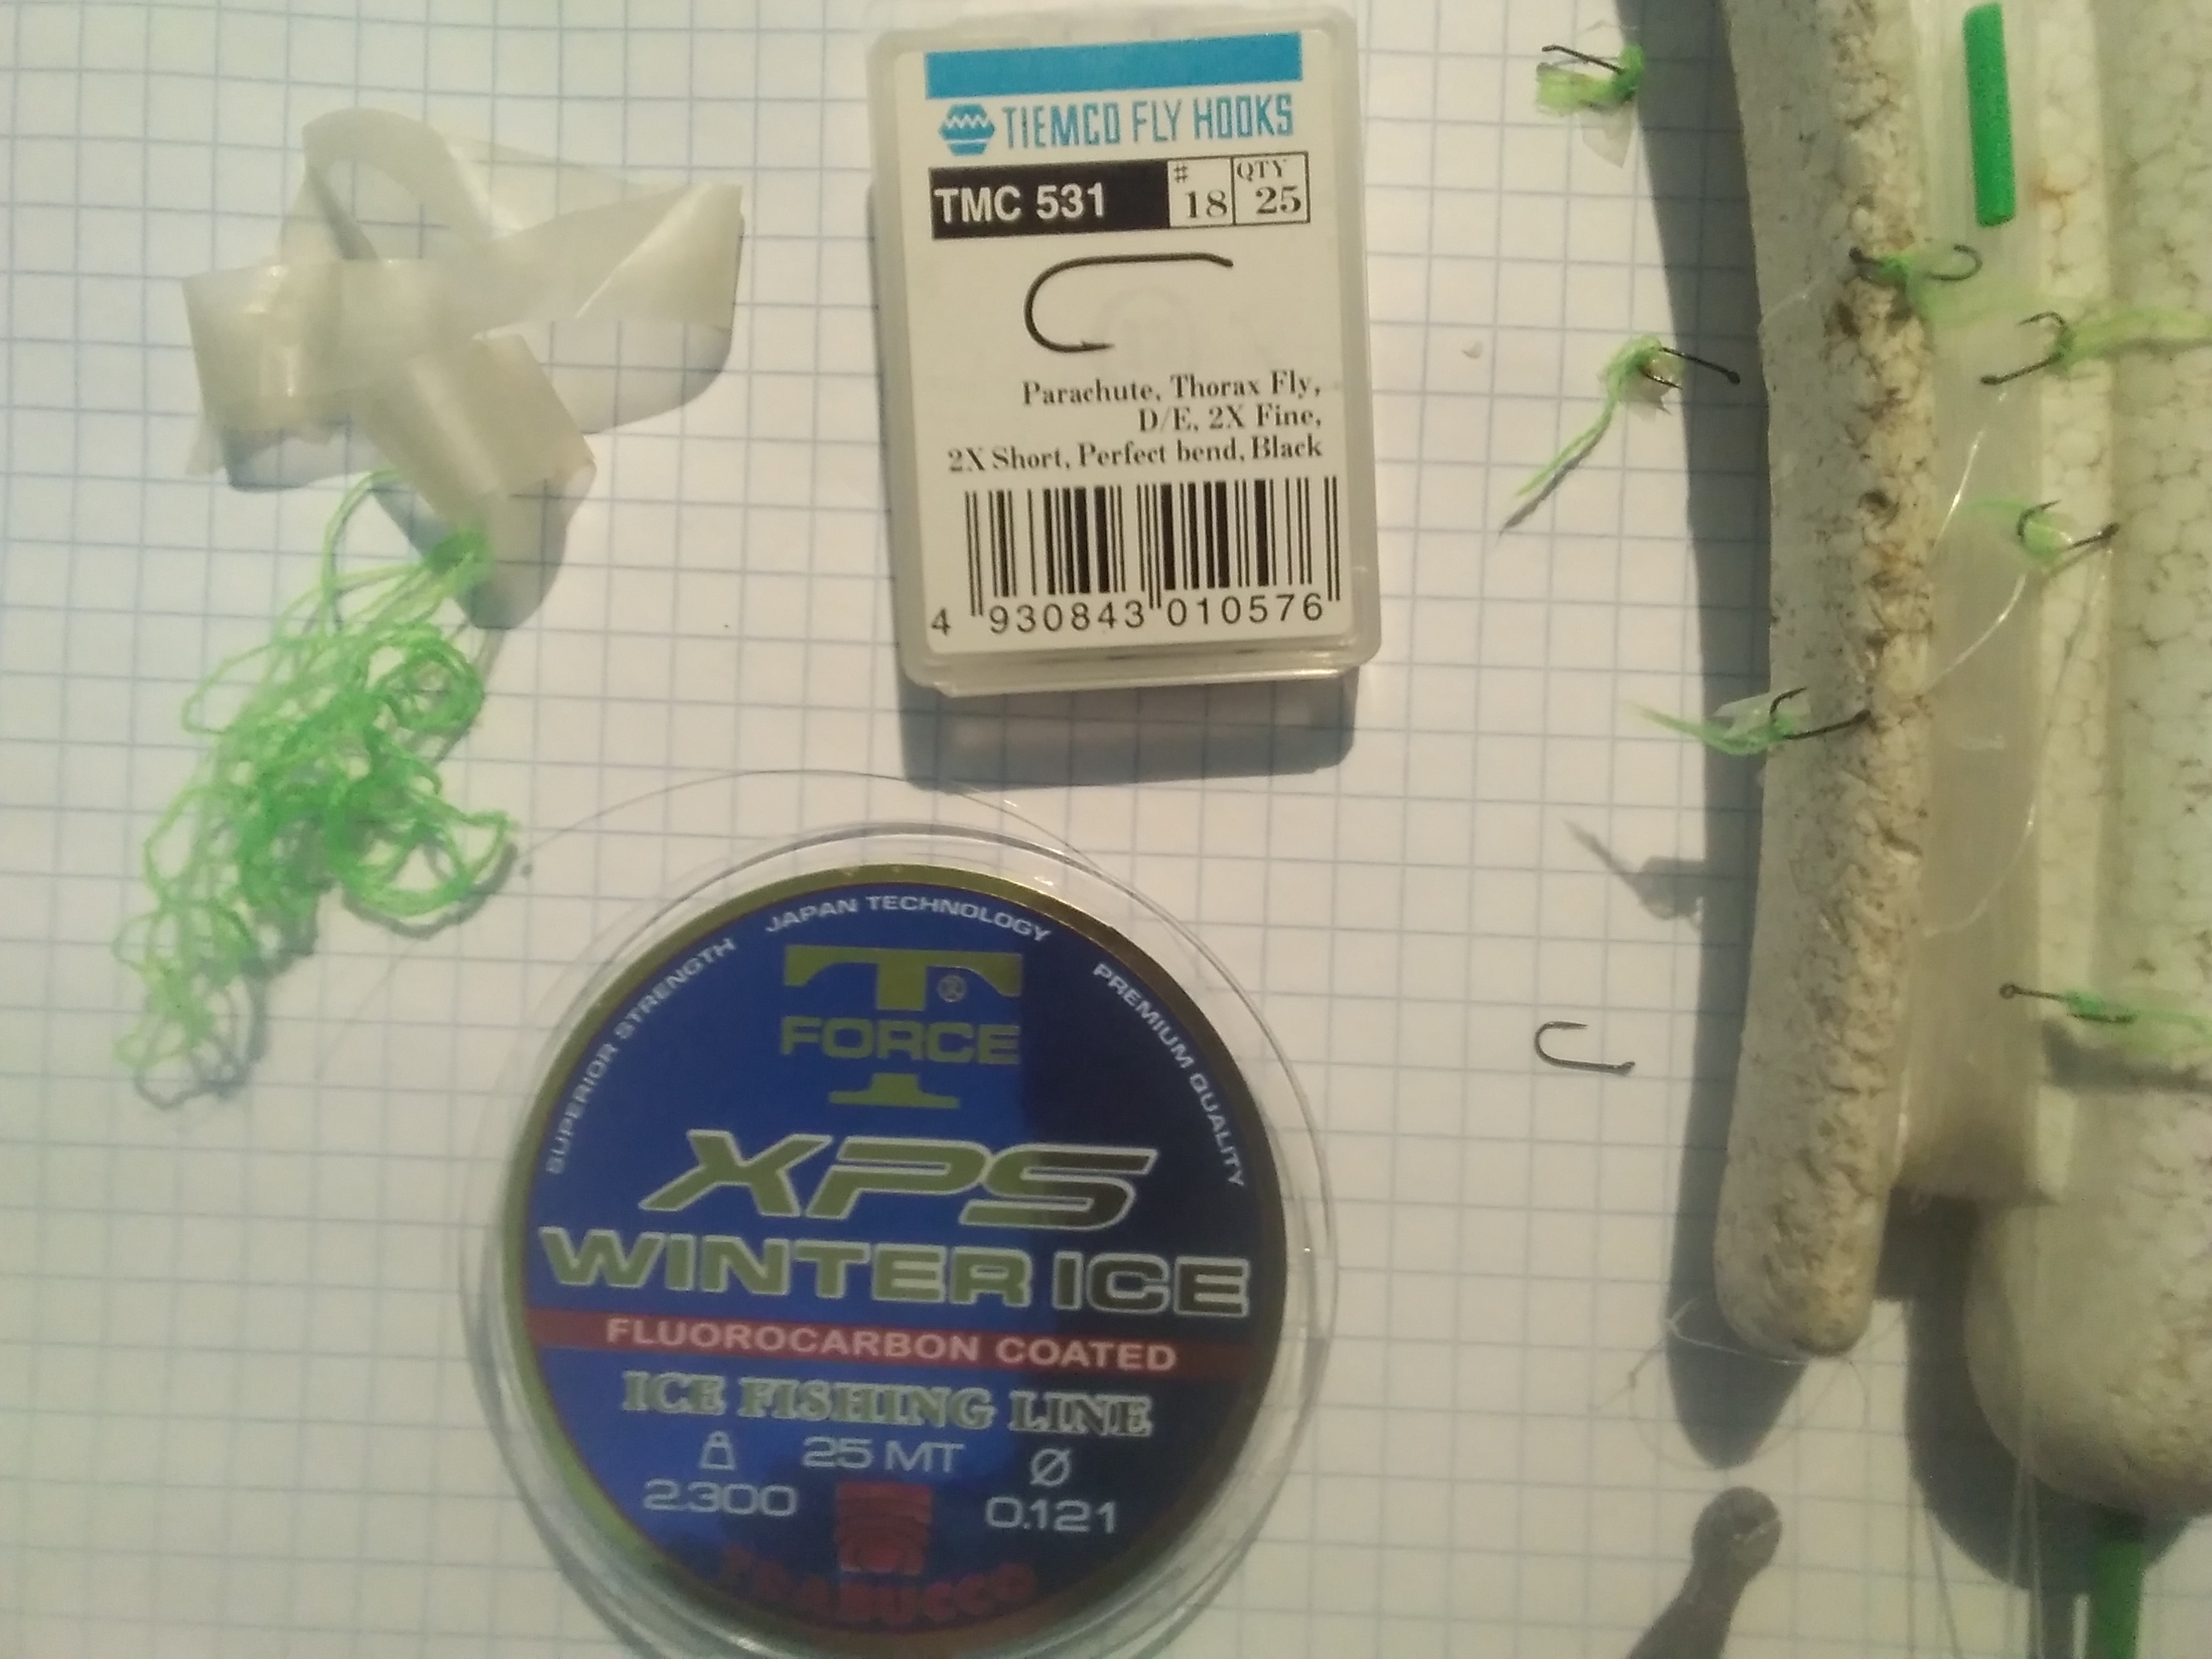 TIEMCO FLY HOOKS
TMC 531
#
18
QTY
25
Parachute, Thorax Fly,
D/E, 2X Fine,
2X Short, Perfect bend, Black
4 930843 010576
SUPERIOR STRENGTH JAPAN TECHNOLOGY PREMIUM QUALITY
T®
FORCE
XPS
WINTER ICE
FLUOROCARBON COATED
ICE FISHING LINE
25 MT Ø
2.300 0.121
TRABUCCO